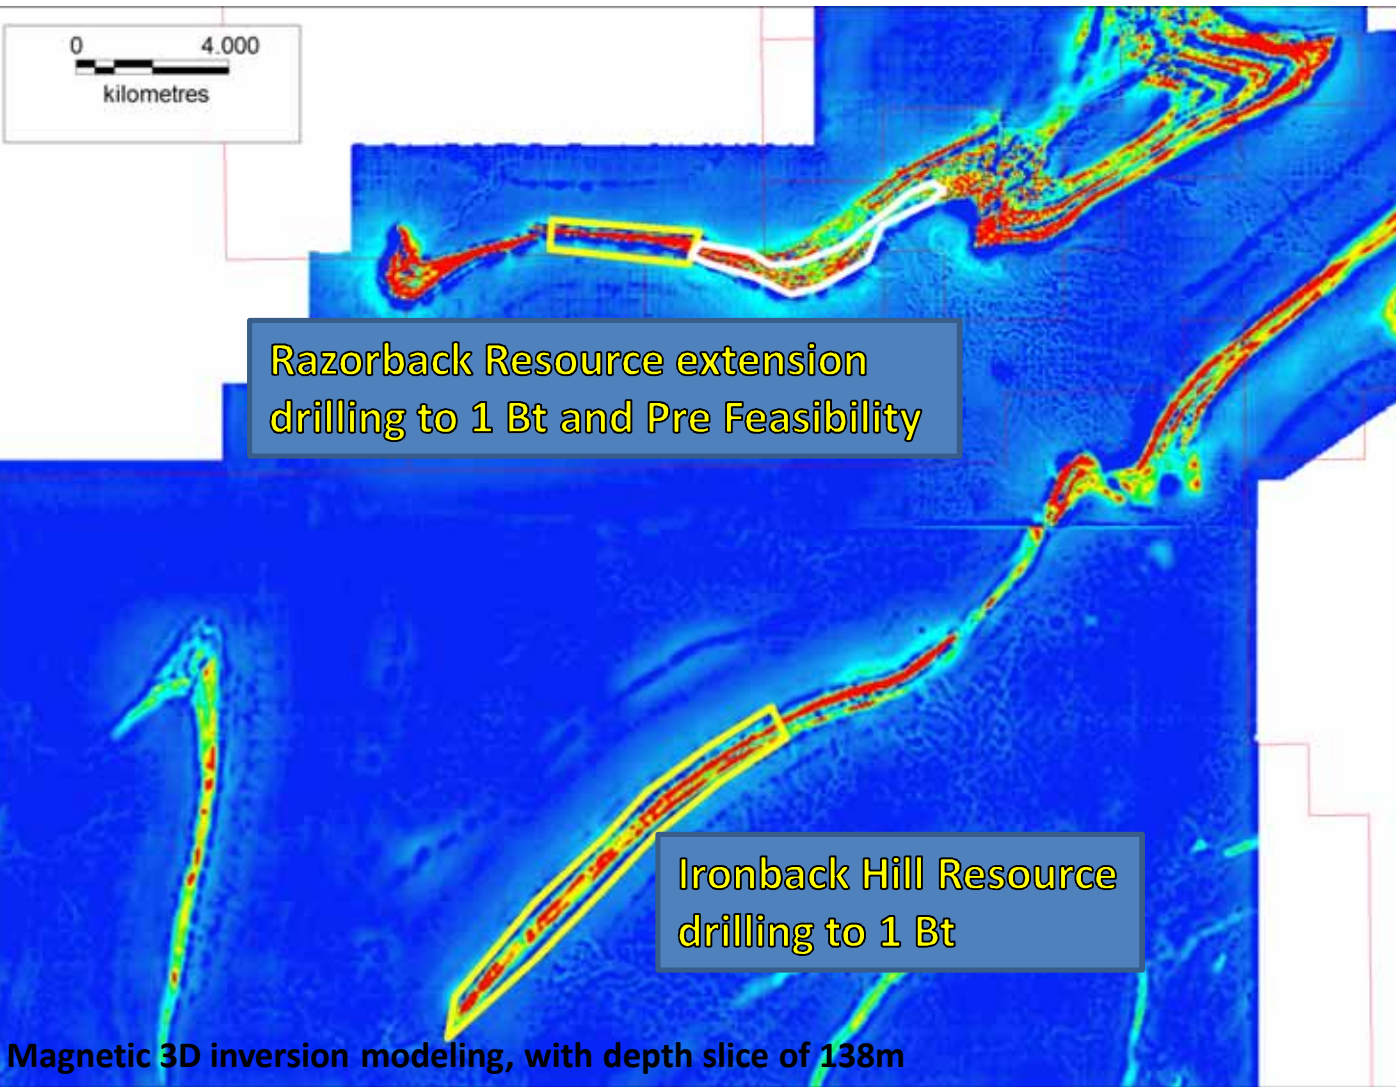 0 4.000
kilometres
Razorback Resource extension
drilling to 1 Bt and Pre Feasibility
Ironback Hill Resource
drilling to 1 Bt
Magnetic 3D inversion modeling, with depth slice of 138m